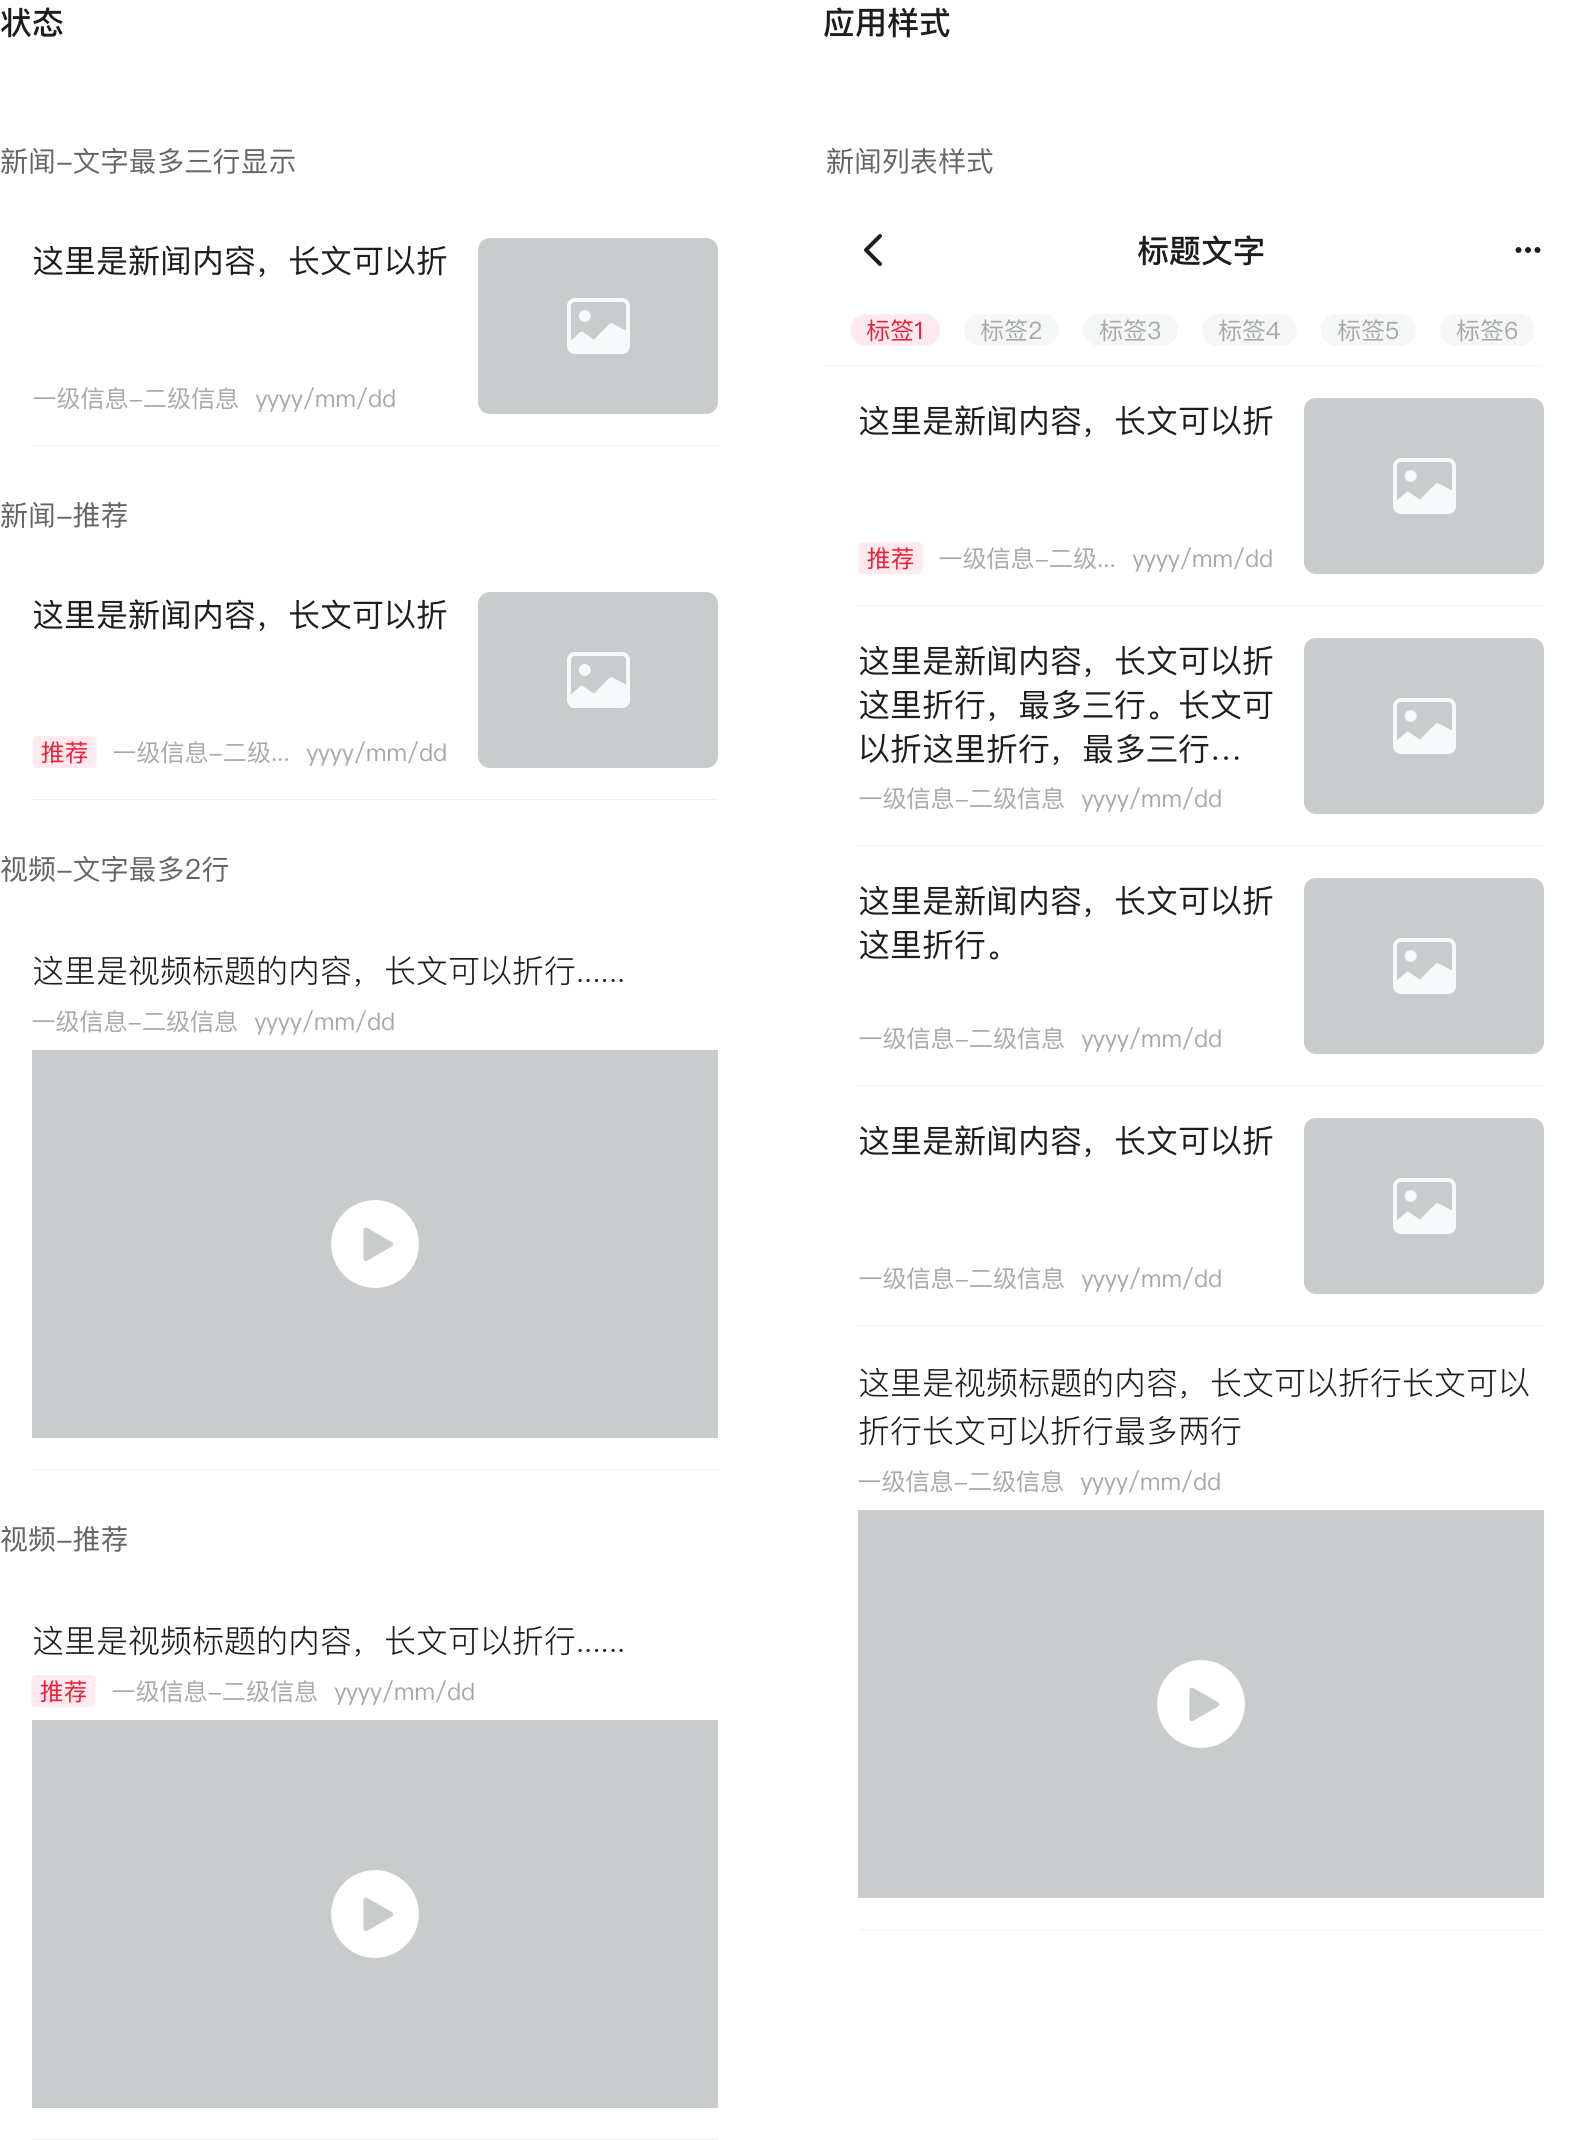 状态
新闻-文字最多三行显示
这里是新闻内容，长文可以折
一级信息-二级信息 yyyy/mm/dd
新闻-推荐
这里是新闻内容，长文可以折
推荐 一级信息-二级... yyyy/mm/dd
视频-文字最多2行
这里是视频标题的内容，长文可以折行......
一级信息-二级信息 yyyy/mm/dd
视频-推荐
这里是视频标题的内容，长文可以折行......
推荐 一级信息-二级信息 yyyy/mm/dd
应用样式
新闻列表样式
标题文字
标签1 标签2 标签3 标签4 标签5 标签6
这里是新闻内容，长文可以折
推荐 一级信息-二级... yyyy/mm/dd
这里是新闻内容，长文可以折
这里折行，最多三行。长文可
以折这里折行，最多三行...
一级信息-二级信息 yyyy/mm/dd
这里是新闻内容，长文可以折
这里折行。
一级信息-二级信息 yyyy/mm/dd
这里是新闻内容，长文可以折
一级信息-二级信息 yyyy/mm/dd
这里是视频标题的内容，长文可以折行长文可以
折行长文可以折行最多两行
一级信息-二级信息 yyyy/mm/dd